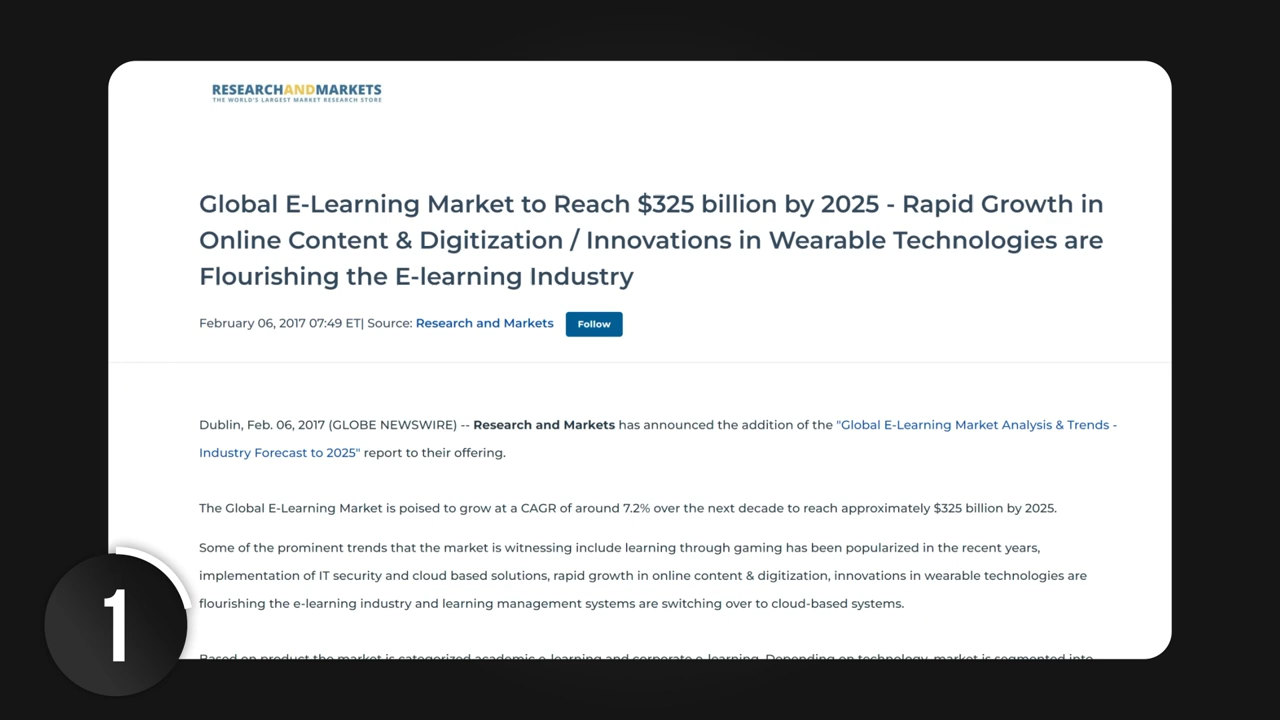 RESEARCHANDMARKETS
THE WORLD'S LARGEST MARKET RESEARCH STORE
Global E-Learning Market to Reach $325 billion by 2025 - Rapid Growth in
Online Content & Digitization / Innovations in Wearable Technologies are
Flourishing the E-learning Industry
February 06, 2017 07:49 ET| Source: Research and Markets Follow
Dublin, Feb. 06, 2017 (GLOBE NEWSWIRE) -- Research and Markets has announced the addition of the "Global E-Learning Market Analysis & Trends -
Industry Forecast to 2025" report to their offering.
The Global E-Learning Market is poised to grow at a CAGR of around 7.2% over the next decade to reach approximately $325 billion by 2025.
Some of the prominent trends that the market is witnessing include learning through gaming has been popularized in the recent years,
implementation of IT security and cloud based solutions, rapid growth in online content & digitization, innovations in wearable technologies are
flourishing the e-learning industry and learning management systems are switching over to cloud-based systems.
Based on product the market is categorized academic e-learning and corporate e-learning. Depending on technology, market is segmented into
1